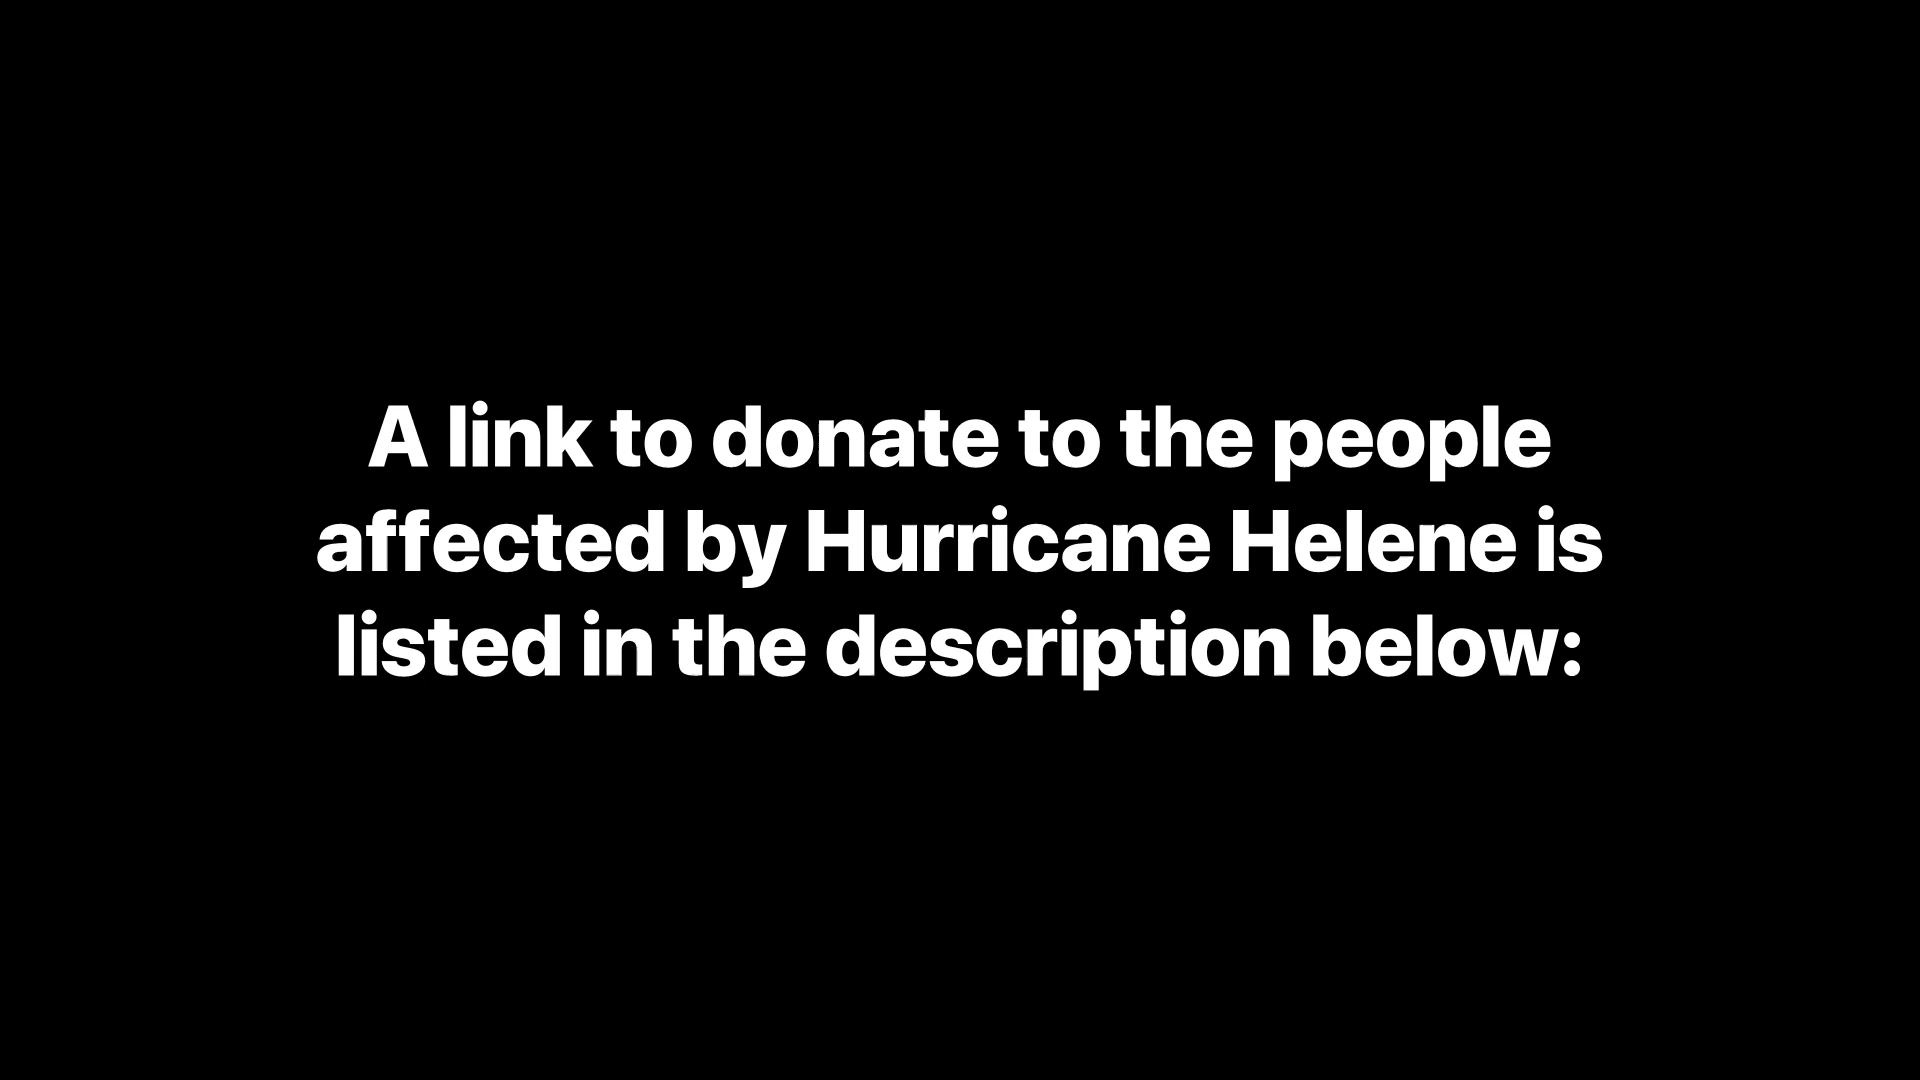 A link to donate to the people
affected by Hurricane Helene is
listed in the description below: